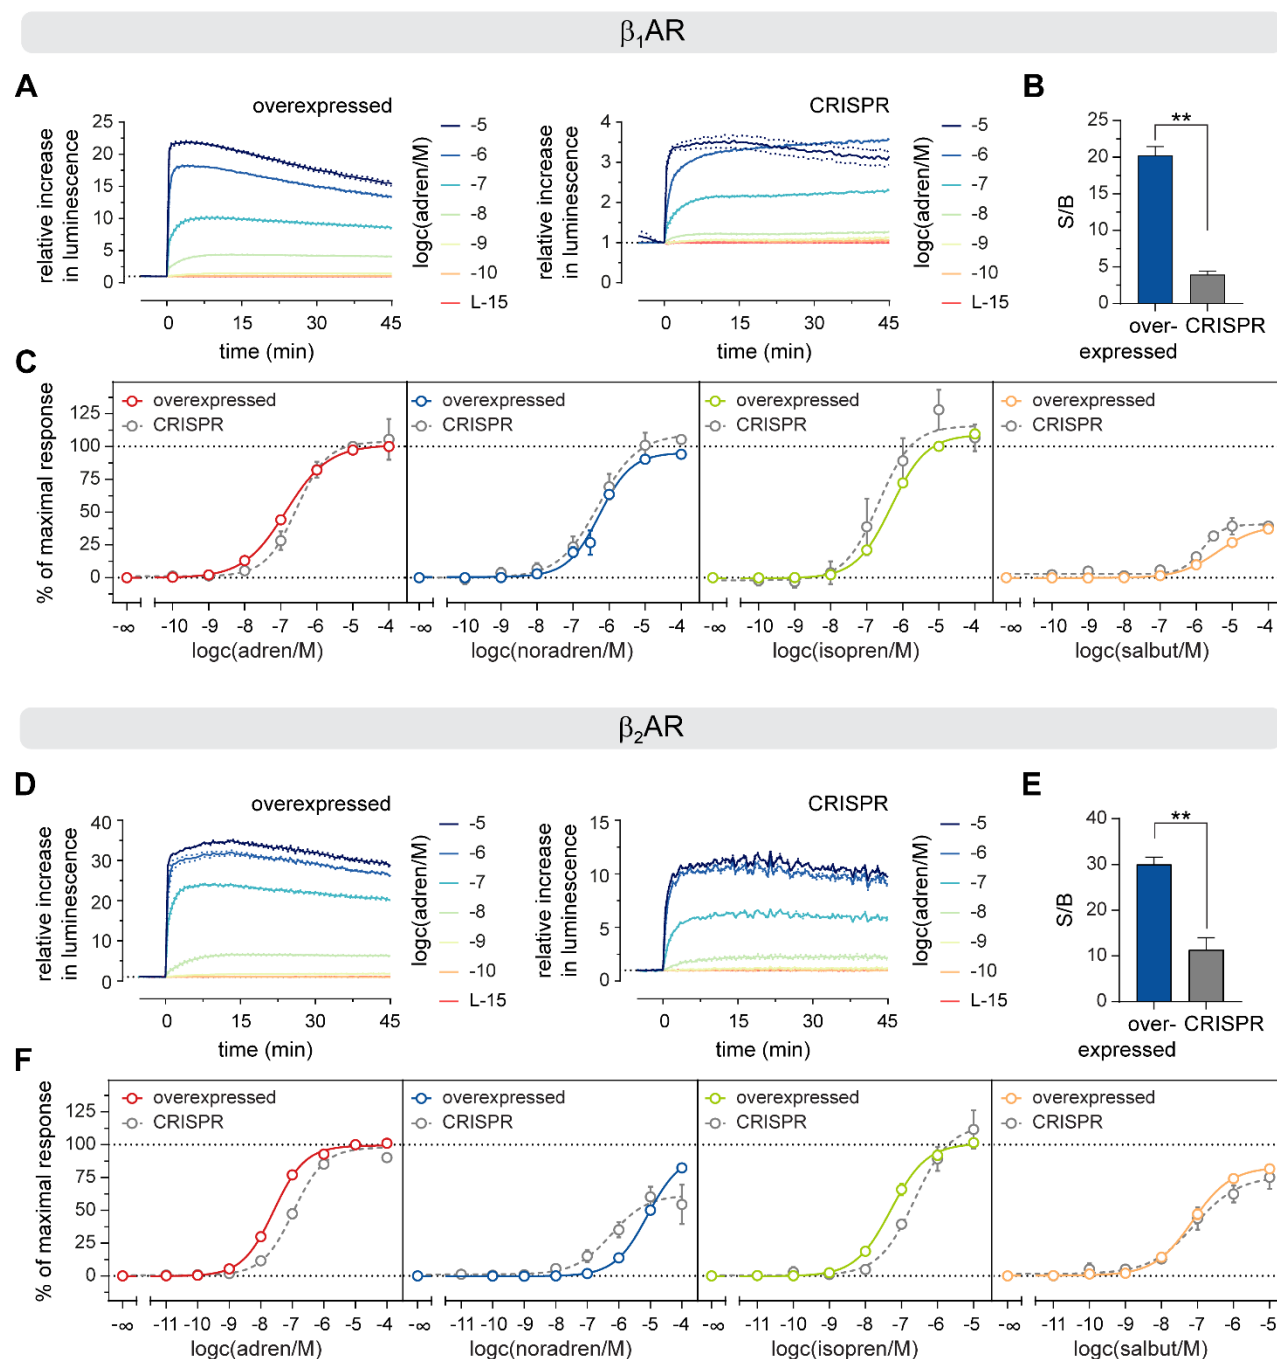 β₁AR
A
overexpressed
relative increase
in luminescence
25
20
15
10
5
0
0 15 30 45
time (min)
logc(adren/M)
-5
-6
-7
-8
-9
-10
L-15
CRISPR
relative increase
in luminescence
4
3
2
1
0
0 15 30 45
time (min)
logc(adren/M)
-5
-6
-7
-8
-9
-10
L-15
B
S/B
25
20
15
10
5
0
**
over- CRISPR
expressed
C
% of maximal response
125
100
75
50
25
0
overexpressed
CRISPR
-∞ -10 -9 -8 -7 -6 -5 -4
logc(adren/M)
overexpressed
CRISPR
-∞ -10 -9 -8 -7 -6 -5 -4
logc(noradren/M)
overexpressed
CRISPR
-∞ -10 -9 -8 -7 -6 -5 -4
logc(isopren/M)
overexpressed
CRISPR
-∞ -10 -9 -8 -7 -6 -5 -4
logc(salbut/M)
β₂AR
D
overexpressed
relative increase
in luminescence
40
30
20
10
0
0 15 30 45
time (min)
logc(adren/M)
-5
-6
-7
-8
-9
-10
L-15
CRISPR
relative increase
in luminescence
15
10
5
0
0 15 30 45
time (min)
logc(adren/M)
-5
-6
-7
-8
-9
-10
L-15
E
S/B
40
30
20
10
0
**
over- CRISPR
expressed
F
% of maximal response
125
100
75
50
25
0
overexpressed
CRISPR
-∞ -11 -10 -9 -8 -7 -6 -5 -4
logc(adren/M)
overexpressed
CRISPR
-∞ -11 -10 -9 -8 -7 -6 -5 -4
logc(noradren/M)
overexpressed
CRISPR
-∞ -11 -10 -9 -8 -7 -6 -5
logc(isopren/M)
overexpressed
CRISPR
-∞ -11 -10 -9 -8 -7 -6 -5
logc(salbut/M)